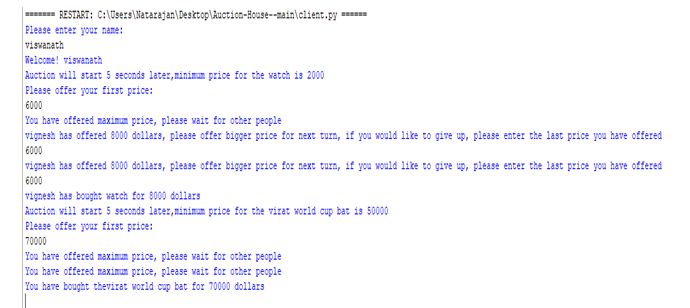 ====== RESTART: C:\Users\Natarajan\Desktop\Auction-House--main\client.py ======
Please enter your name:
viswanath
Welcome! viswanath
Auction will start 5 seconds later,minimum price for the watch is 2000
Please offer your first price:
6000
You have offered maximum price, please wait for other people
vignesh has offered 8000 dollars, please offer bigger price for next turn, if you would like to give up, please enter the last price you have offered
6000
vignesh has offered 8000 dollars, please offer bigger price for next turn, if you would like to give up, please enter the last price you have offered
6000
vignesh has bought watch for 8000 dollars
Auction will start 5 seconds later,minimum price for the virat world cup bat is 50000
Please offer your first price:
70000
You have offered maximum price, please wait for other people
You have offered maximum price, please wait for other people
You have bought thevirat world cup bat for 70000 dollars